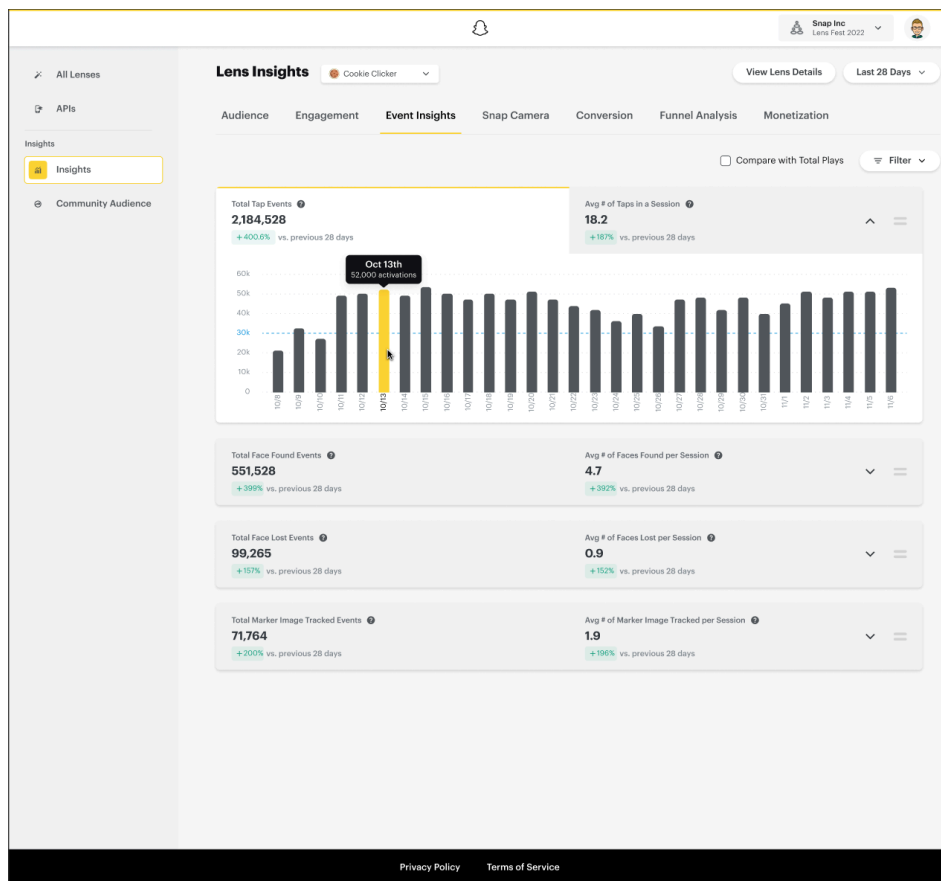 Snap Inc
Lens Fest 2022
All Lenses
APIs
Insights
Insights
Community Audience
Lens Insights
Cookie Clicker
View Lens Details
Last 28 Days
Audience Engagement Event Insights Snap Camera Conversion Funnel Analysis Monetization
Compare with Total Plays
Filter
Total Tap Events ?
2,184,528
+400.6% vs. previous 28 days
Avg # of Taps in a Session ?
18.2
+187% vs. previous 28 days
Oct 13th
52,000 activations
60k
50k
40k
30k
20k
10k
0
10/8 10/9 10/10 10/11 10/12 10/13 10/14 10/15 10/16 10/17 10/18 10/19 10/20 10/21 10/22 10/23 10/24 10/25 10/26 10/27 10/28 10/29 10/30 10/31 11/1 11/2 11/3 11/4 11/5 11/6
Total Face Found Events ?
551,528
+399% vs. previous 28 days
Avg # of Faces Found per Session ?
4.7
+392% vs. previous 28 days
Total Face Lost Events ?
99,265
+157% vs. previous 28 days
Avg # of Faces Lost per Session ?
0.9
+152% vs. previous 28 days
Total Marker Image Tracked Events ?
71,764
+200% vs. previous 28 days
Avg # of Marker Image Tracked per Session ?
1.9
+196% vs. previous 28 days
Privacy Policy Terms of Service